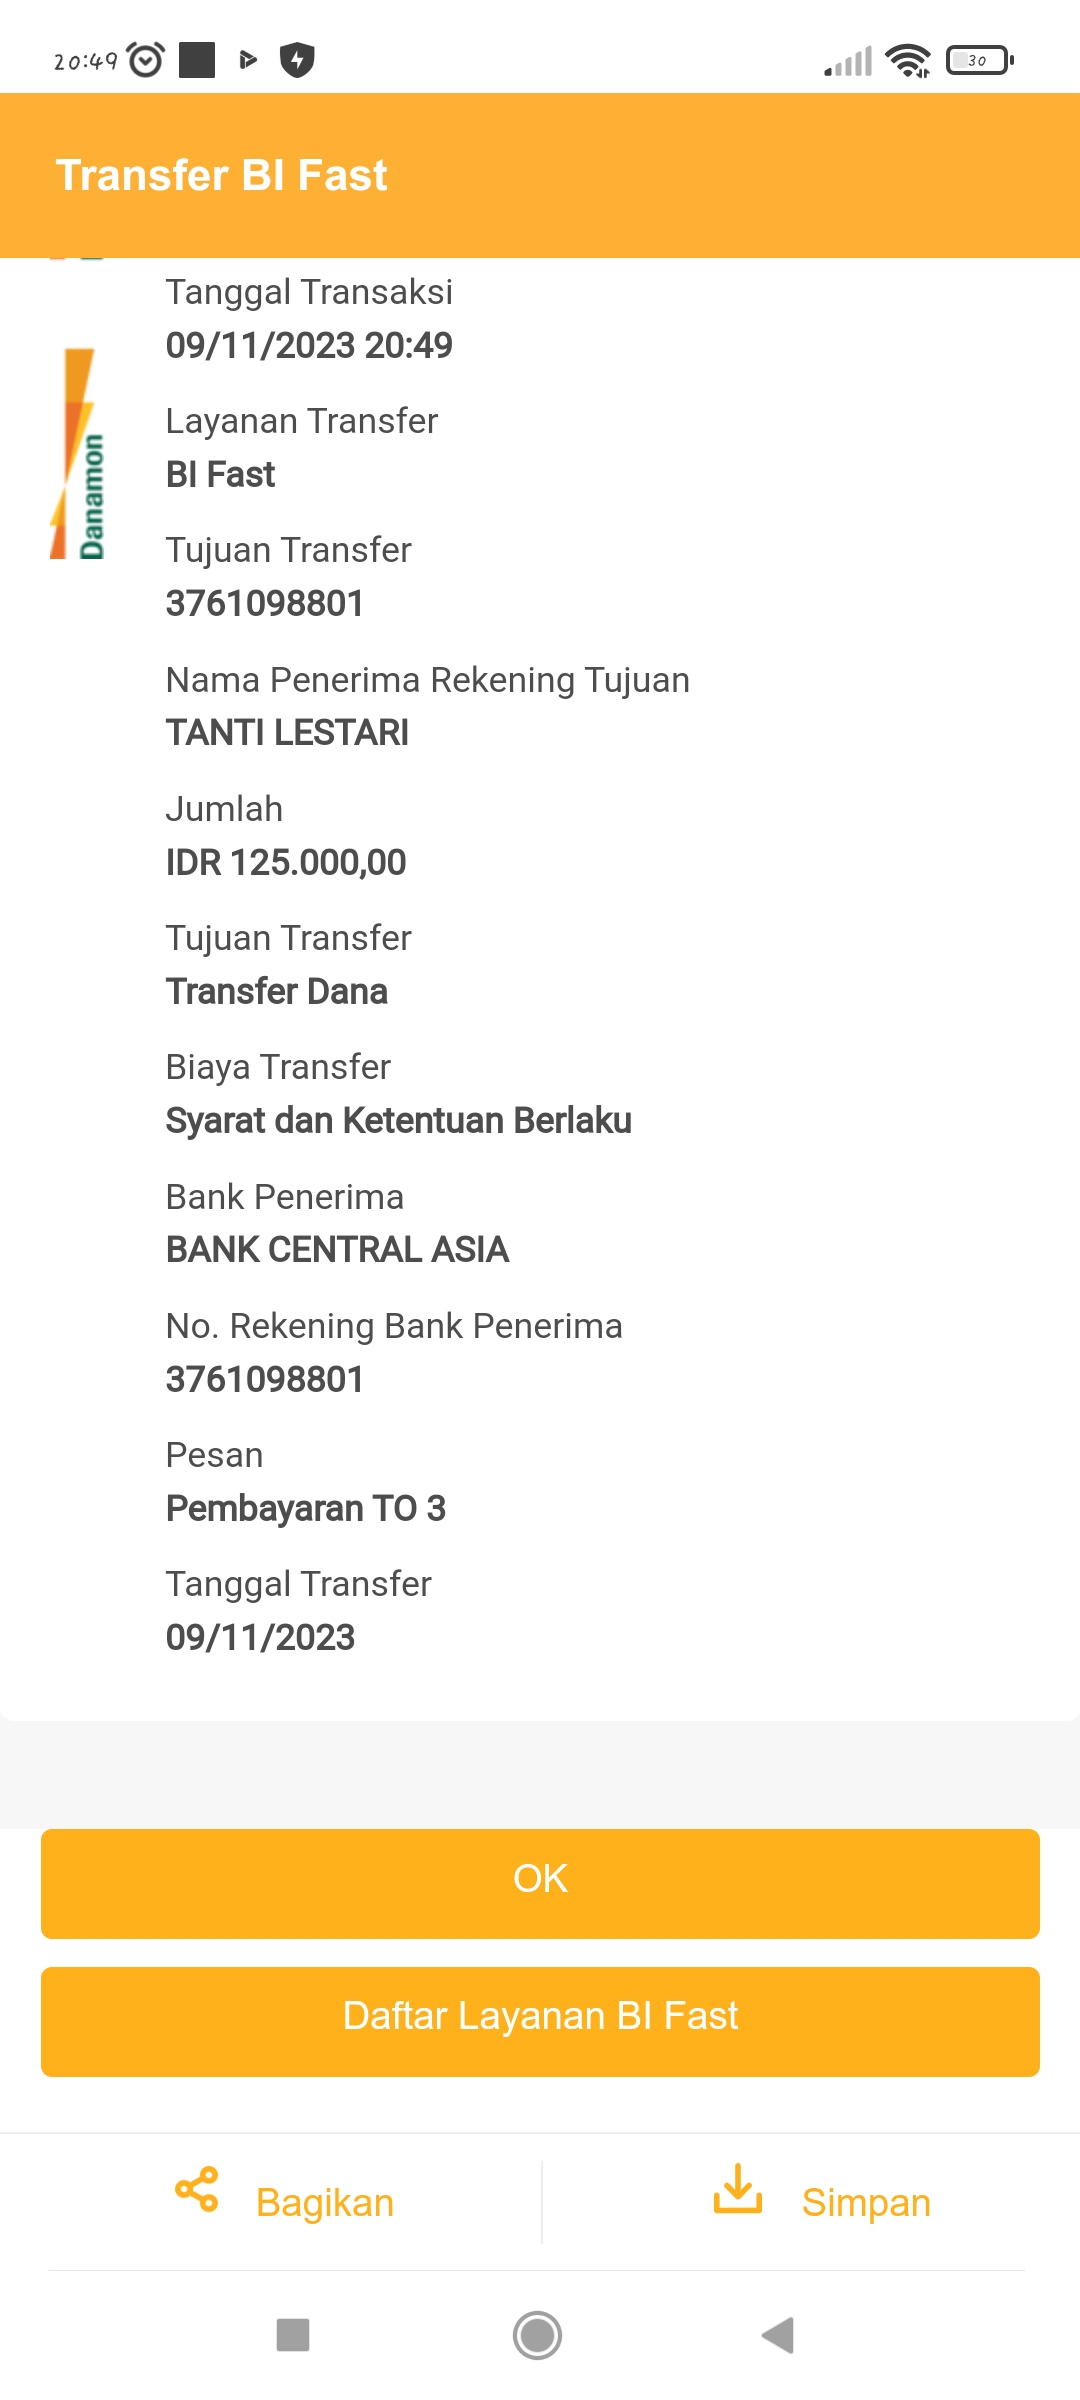 20:49
30
Transfer BI Fast
Tanggal Transaksi
09/11/2023 20:49
Danamon
Layanan Transfer
BI Fast
Tujuan Transfer
3761098801
Nama Penerima Rekening Tujuan
TANTI LESTARI
Jumlah
IDR 125.000,00
Tujuan Transfer
Transfer Dana
Biaya Transfer
Syarat dan Ketentuan Berlaku
Bank Penerima
BANK CENTRAL ASIA
No. Rekening Bank Penerima
3761098801
Pesan
Pembayaran TO 3
Tanggal Transfer
09/11/2023
OK
Daftar Layanan BI Fast
Bagikan
Simpan